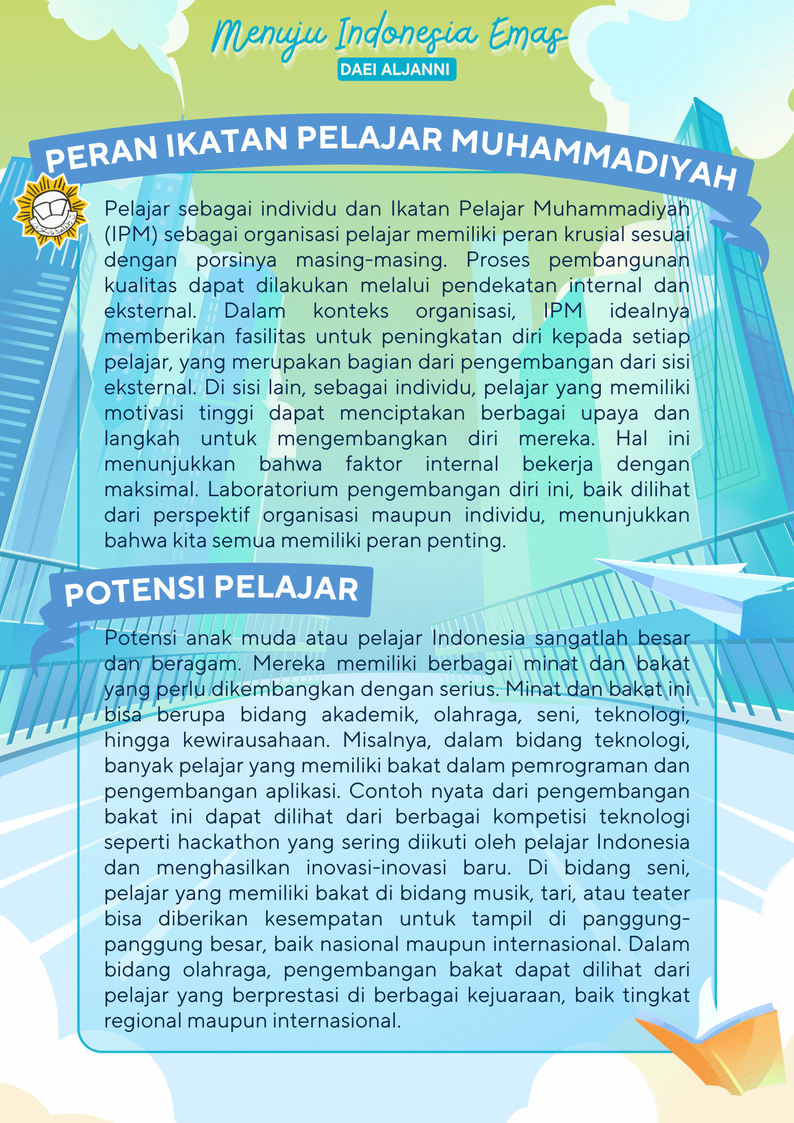 Menuju Indonesia Emas
DAEI ALJANNI
PERAN IKATAN PELAJAR MUHAMMADIYAH
Pelajar sebagai individu dan Ikatan Pelajar Muhammadiyah
(IPM) sebagai organisasi pelajar memiliki peran krusial sesuai
dengan porsinya masing-masing. Proses pembangunan
kualitas dapat dilakukan melalui pendekatan internal dan
eksternal. Dalam konteks organisasi, IPM idealnya
memberikan fasilitas untuk peningkatan diri kepada setiap
pelajar, yang merupakan bagian dari pengembangan dari sisi
eksternal. Di sisi lain, sebagai individu, pelajar yang memiliki
motivasi tinggi dapat menciptakan berbagai upaya dan
langkah untuk mengembangkan diri mereka. Hal ini
menunjukkan bahwa faktor internal bekerja dengan
maksimal. Laboratorium pengembangan diri ini, baik dilihat
dari perspektif organisasi maupun individu, menunjukkan
bahwa kita semua memiliki peran penting.
POTENSI PELAJAR
Potensi anak muda atau pelajar Indonesia sangatlah besar
dan beragam. Mereka memiliki berbagai minat dan bakat
yang perlu dikembangkan dengan serius. Minat dan bakat ini
bisa berupa bidang akademik, olahraga, seni, teknologi,
hingga kewirausahaan. Misalnya, dalam bidang teknologi,
banyak pelajar yang memiliki bakat dalam pemrograman dan
pengembangan aplikasi. Contoh nyata dari pengembangan
bakat ini dapat dilihat dari berbagai kompetisi teknologi
seperti hackathon yang sering diikuti oleh pelajar Indonesia
dan menghasilkan inovasi-inovasi baru. Di bidang seni,
pelajar yang memiliki bakat di bidang musik, tari, atau teater
bisa diberikan kesempatan untuk tampil di panggung-
panggung besar, baik nasional maupun internasional. Dalam
bidang olahraga, pengembangan bakat dapat dilihat dari
pelajar yang berprestasi di berbagai kejuaraan, baik tingkat
regional maupun internasional.